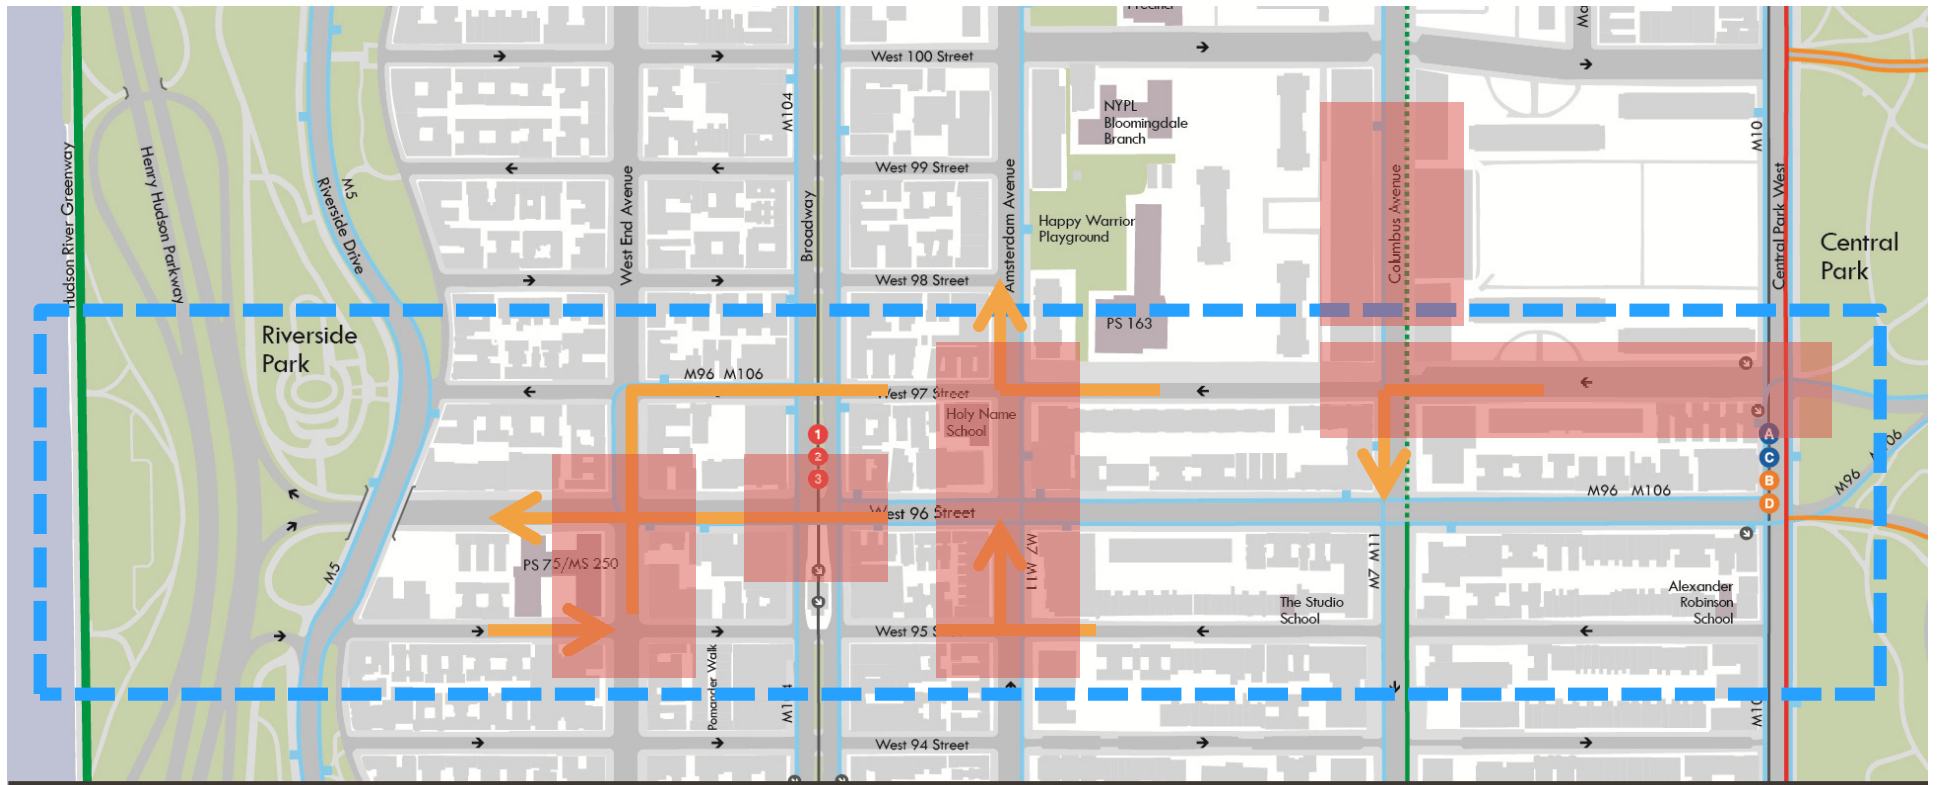 West 100 Street
M104
NYPL
Bloomingdale
Branch
M10
Hudson River Greenway
Henry Hudson Parkway
M5
Riverside Drive
West End Avenue
Broadway
West 99 Street
Amsterdam Avenue
Happy Warrior
Playground
Columbus Avenue
Central Park West
Central
Park
West 98 Street
Riverside
Park
PS 163
M96 M106
West 97 Street
Holy Name
School
1
2
3
A
C
B
D
M96
M96 M106
West 96 Street
M5
PS 75/MS 250
M7 M11
M7 M11
The Studio
School
Alexander
Robinson
School
West 95
Pomander Walk
M10
West 94 Street